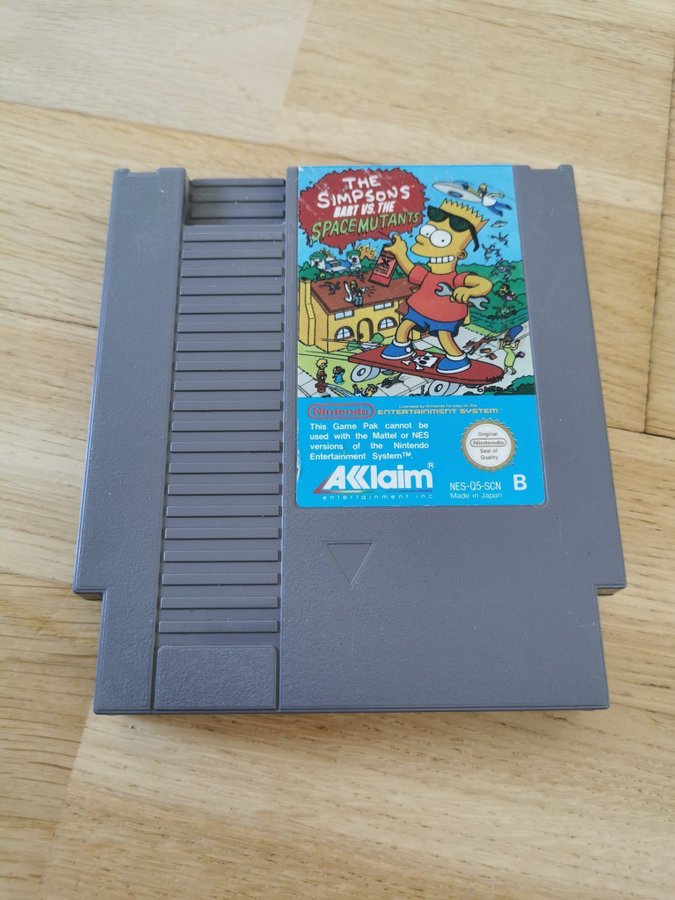 THE
SIMPSONS
BART VS. THE
SPACE MUTANTS
Nintendo
Licensed by Nintendo for play on the
ENTERTAINMENT SYSTEM™
This Game Pak cannot be
used with the Mattel or NES
versions of the Nintendo
Entertainment System™.
Original
Nintendo
Seal of
Quality
AKklaim®
entertainment inc.
NES-Q5-SCN B
Made in Japan